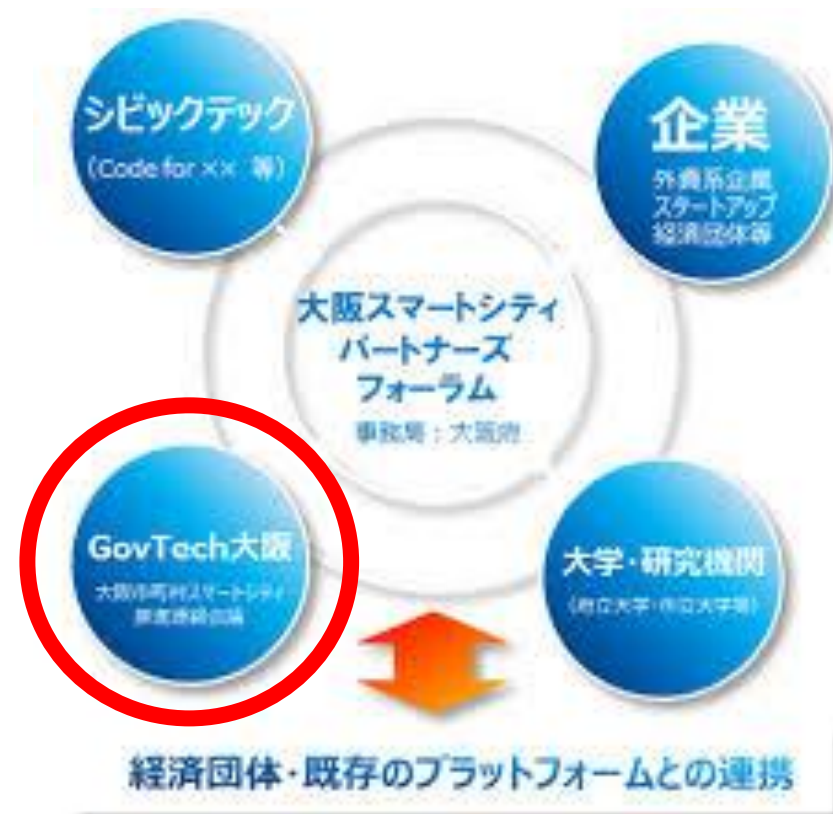 シビックテック
(Code for ×× 等)
企業
外資系企業
スタートアップ
経済団体等
大阪スマートシティ
パートナーズ
フォーラム
事務局：大阪府
GovTech大阪
大阪市町村スマートシティ
推進連絡会議
大学・研究機関
(府立大学・市立大学等)
経済団体・既存のプラットフォームとの連携